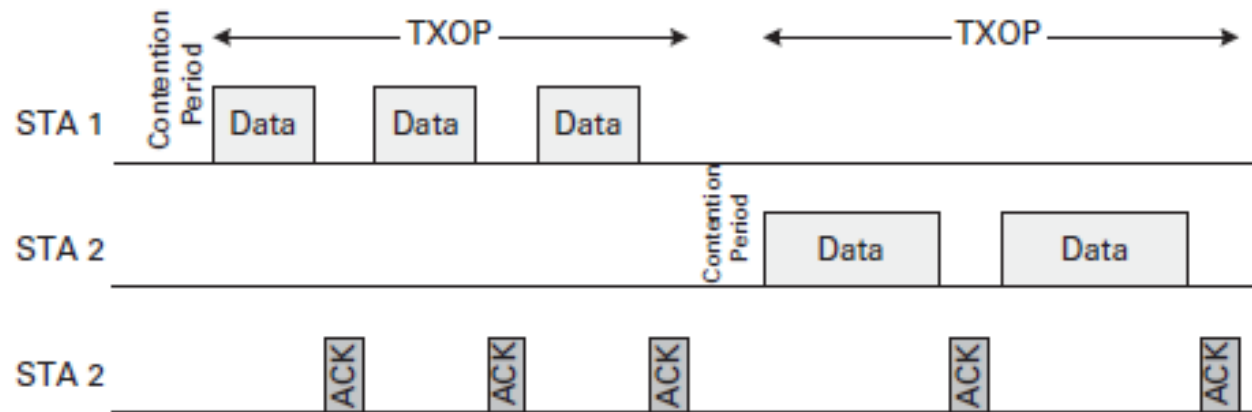 TXOP TXOP
Contention
Period
STA 1 Data Data Data
Contention
Period
STA 2 Data Data
STA 2 ACK ACK ACK ACK ACK